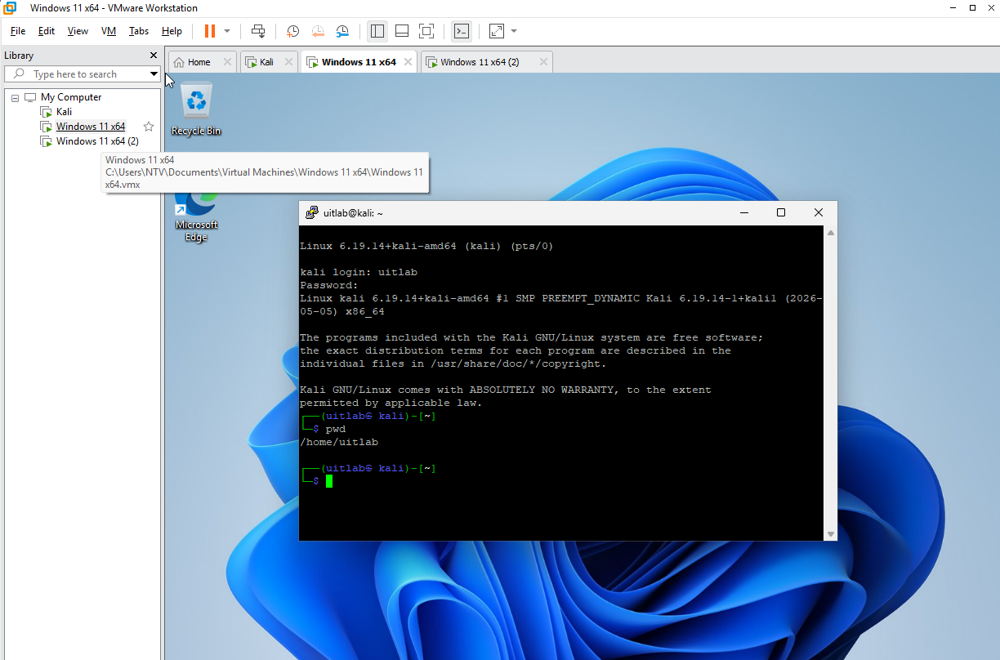 Windows 11 x64 - VMware Workstation
File Edit View VM Tabs Help
Library
Type here to search
My Computer
Kali
Windows 11 x64
Windows 11 x64 (2)
Home
Kali
Windows 11 x64
Windows 11 x64 (2)
Recycle Bin
Windows 11 x64
C:\Users\NTV\Documents\Virtual Machines\Windows 11 x64\Windows 11
x64.vmx
Microsoft
Edge
uitlab@kali: ~
Linux 6.19.14+kali-amd64 (kali) (pts/0)
kali login: uitlab
Password:
Linux kali 6.19.14+kali-amd64 #1 SMP PREEMPT_DYNAMIC Kali 6.19.14-1+kali1 (2026-
05-05) x86_64
The programs included with the Kali GNU/Linux system are free software;
the exact distribution terms for each program are described in the
individual files in /usr/share/doc/*/copyright.
Kali GNU/Linux comes with ABSOLUTELY NO WARRANTY, to the extent
permitted by applicable law.
┌──(uitlab㉿ kali)-[~]
└─$ pwd
/home/uitlab
┌──(uitlab㉿ kali)-[~]
└─$